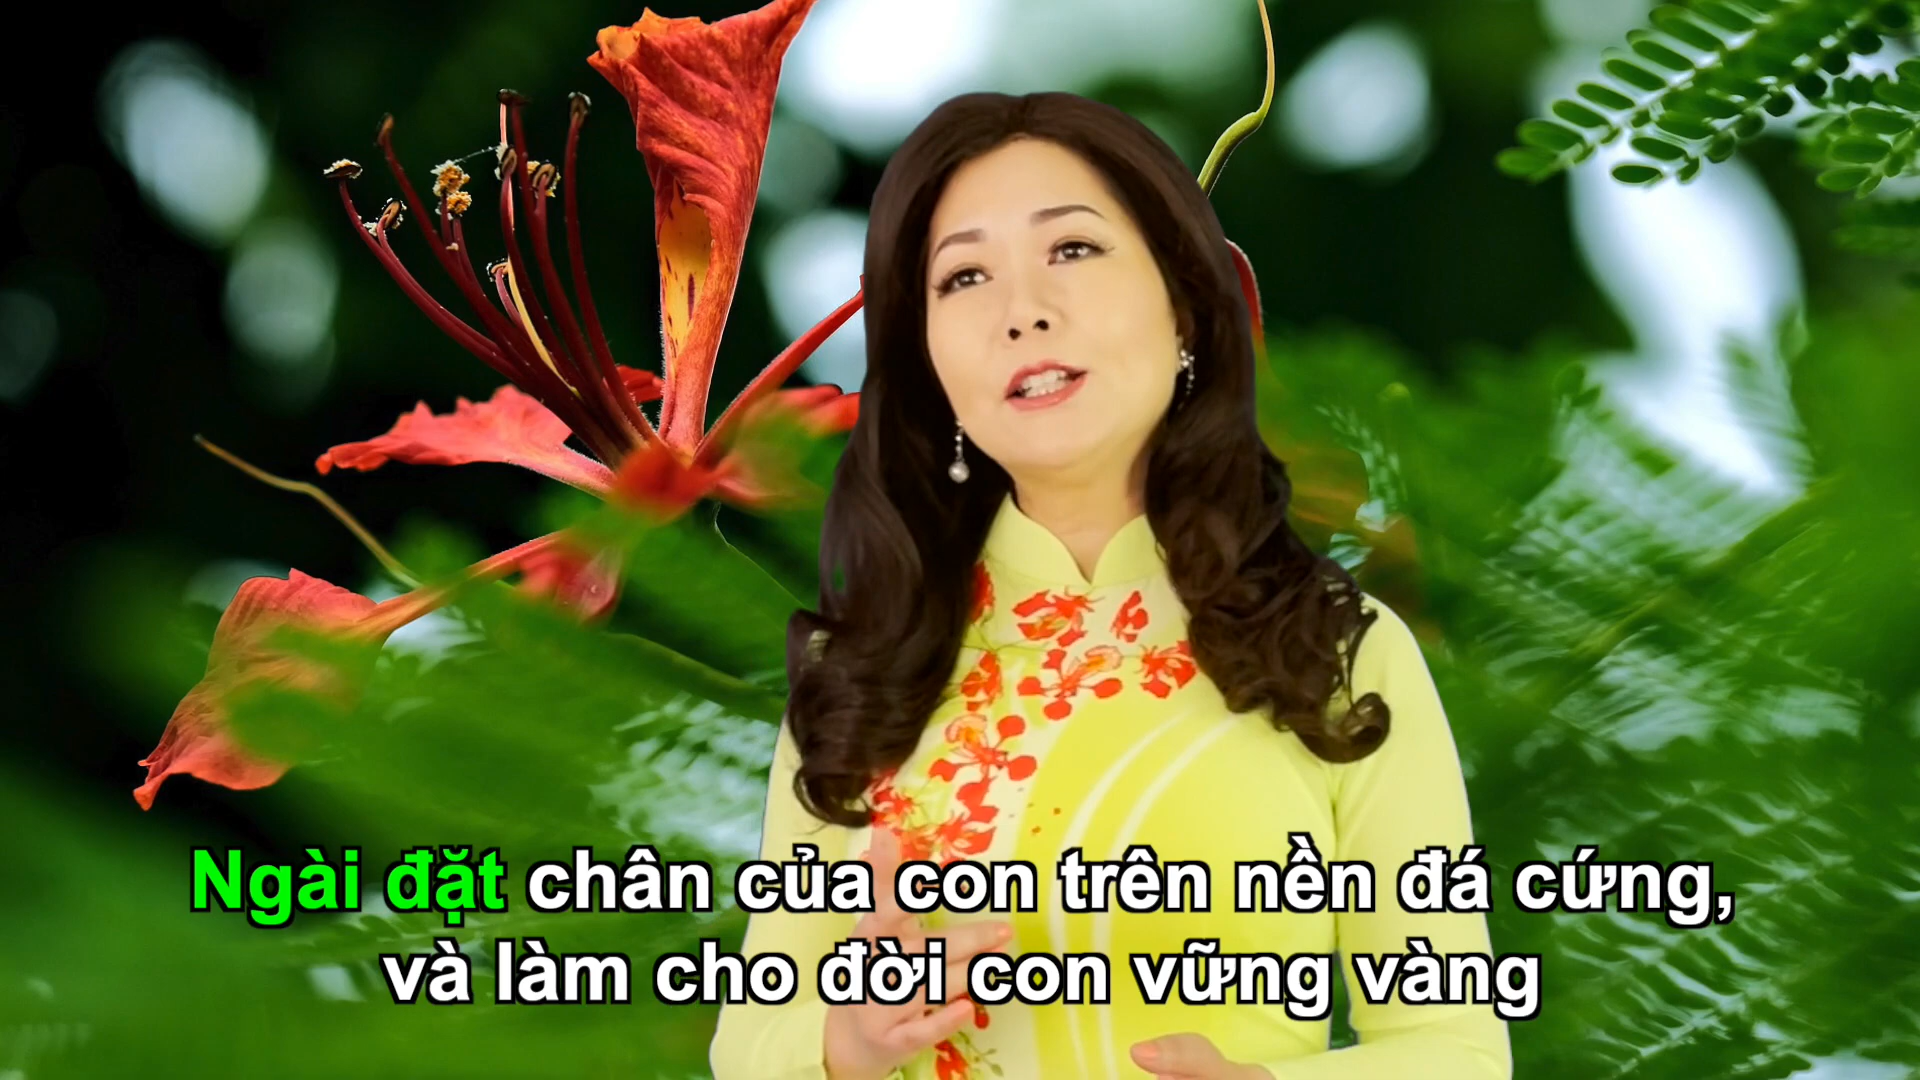 Ngài đặt chân của con trên nền đá cứng,
và làm cho đời con vững vàng